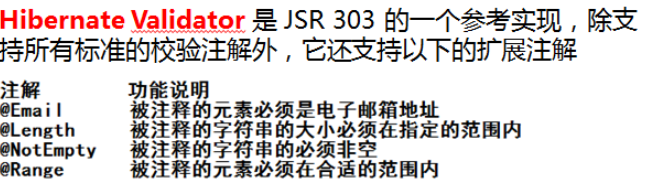 Hibernate Validator 是 JSR 303 的一个参考实现，除支
持所有标准的校验注解外，它还支持以下的扩展注解
注解 功能说明
@Email 被注释的元素必须是电子邮箱地址
@Length 被注释的字符串的大小必须在指定的范围内
@NotEmpty 被注释的字符串的必须非空
@Range 被注释的元素必须在合适的范围内